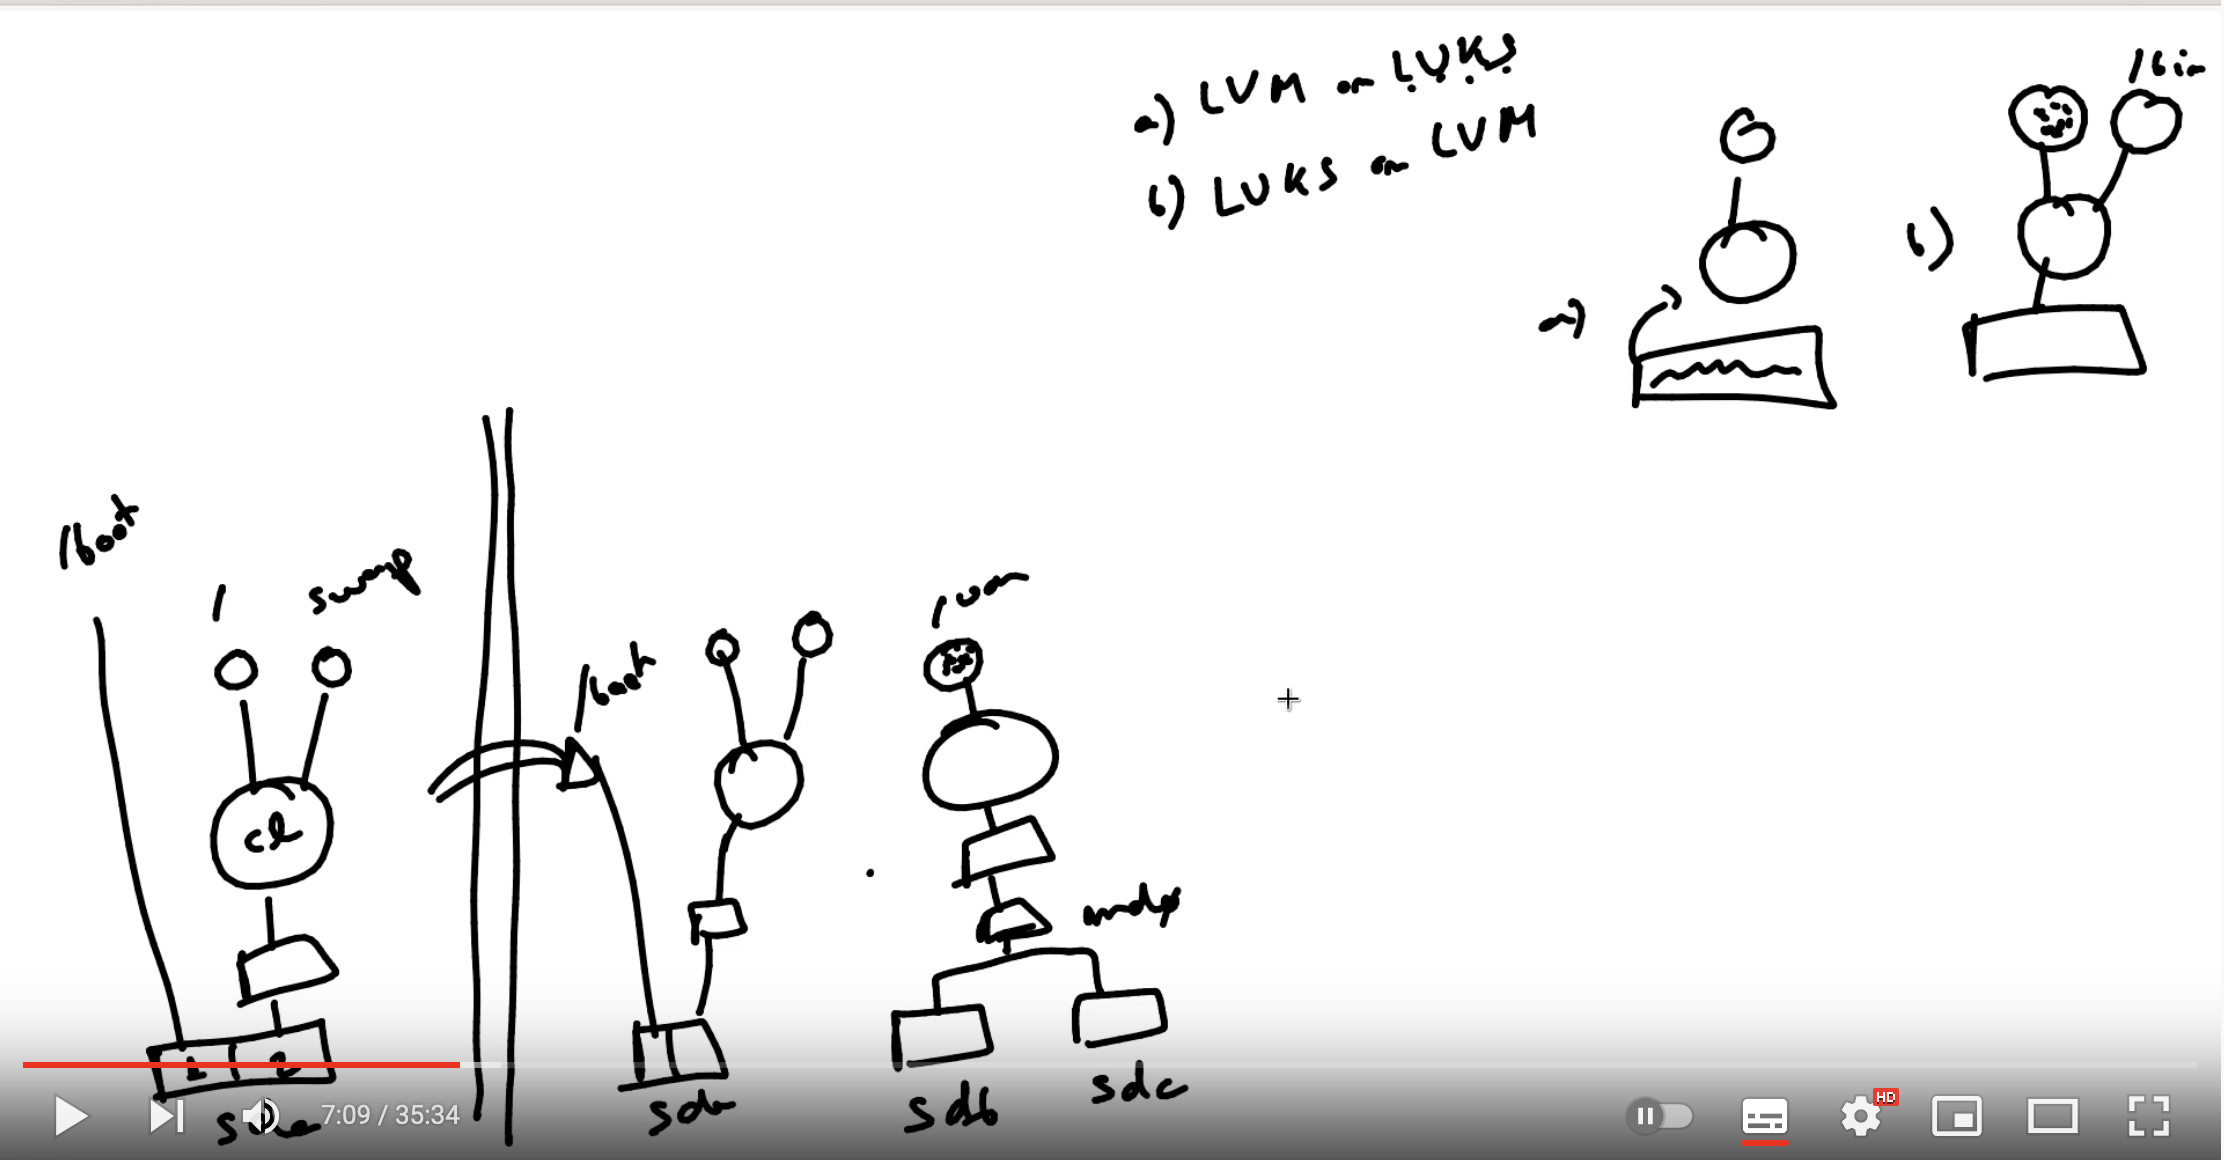 a) LVM on LUKS
b) LUKS on LVM
/bin
a)
b)
/boot
/
swap
cl
1 2
/boot
/var
sda
sdb
sdc
7:09 / 35:34
HD